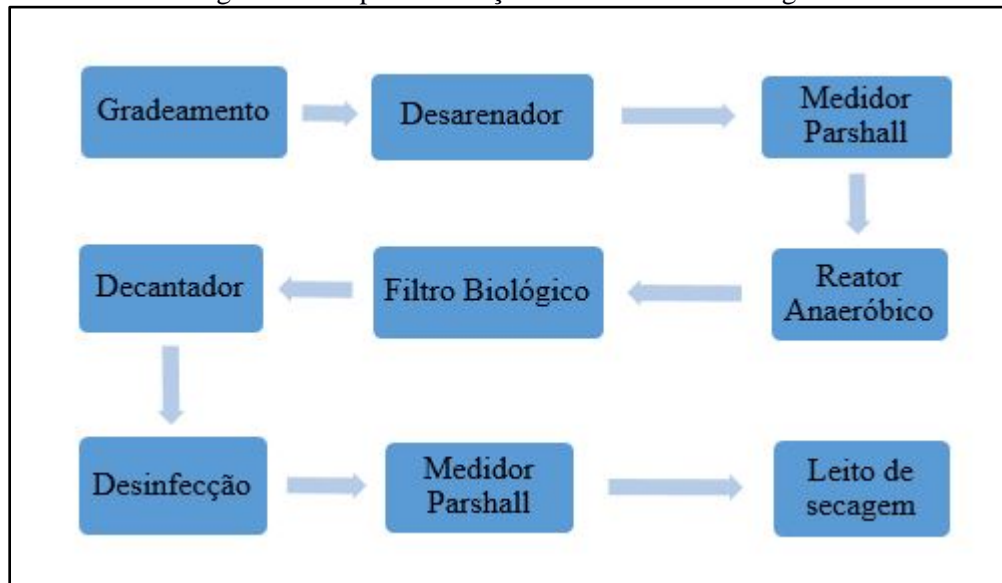 Gradeamento
Desarenador
Medidor
Parshall
Reator
Anaeróbico
Filtro Biológico
Decantador
Desinfecção
Medidor
Parshall
Leito de
secagem